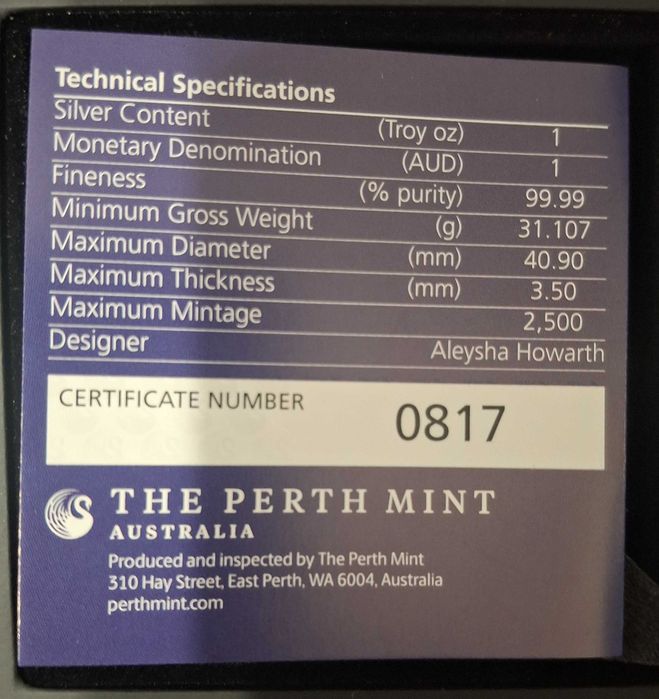 Technical Specifications
Silver Content (Troy oz) 1
Monetary Denomination (AUD) 1
Fineness (% purity) 99.99
Minimum Gross Weight (g) 31.107
Maximum Diameter (mm) 40.90
Maximum Thickness (mm) 3.50
Maximum Mintage 2,500
Designer Aleysha Howarth
CERTIFICATE NUMBER 0817
THE PERTH MINT
AUSTRALIA
Produced and inspected by The Perth Mint
310 Hay Street, East Perth, WA 6004, Australia
perthmint.com